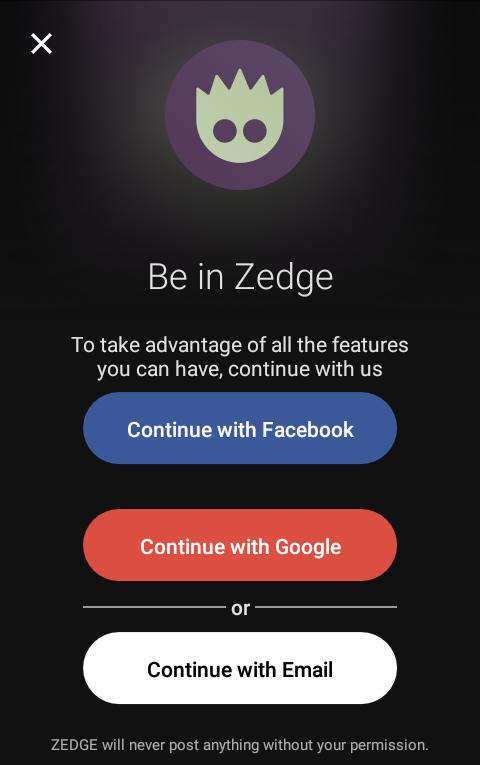 Be in Zedge
To take advantage of all the features
you can have, continue with us
Continue with Facebook
Continue with Google
or
Continue with Email
ZEDGE will never post anything without your permission.